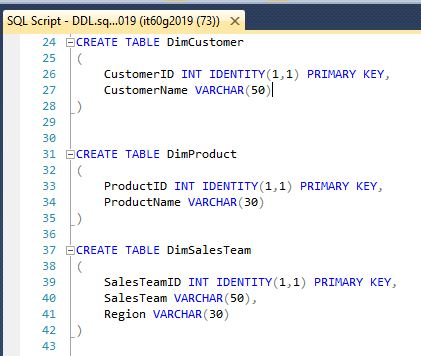 SQL Script - DDL.sq...019 (it60g2019 (73))
24 CREATE TABLE DimCustomer
25 (
26 CustomerID INT IDENTITY(1,1) PRIMARY KEY,
27 CustomerName VARCHAR(50)
28 )
29
30
31 CREATE TABLE DimProduct
32 (
33 ProductID INT IDENTITY(1,1) PRIMARY KEY,
34 ProductName VARCHAR(30)
35 )
36
37 CREATE TABLE DimSalesTeam
38 (
39 SalesTeamID INT IDENTITY(1,1) PRIMARY KEY,
40 SalesTeam VARCHAR(50),
41 Region VARCHAR(30)
42 )
43